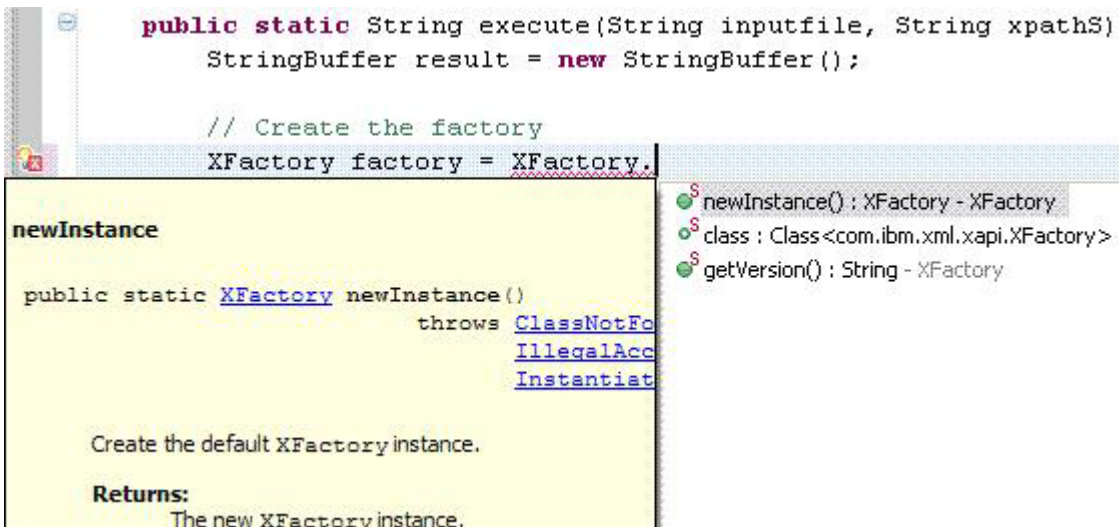 public static String execute(String inputfile, String xpathS)
StringBuffer result = new StringBuffer();
// Create the factory
XFactory factory = XFactory.
newInstance
public static XFactory newInstance()
throws ClassNotFo
IllegalAcc
Instantiat
Create the default XFactory instance.
Returns:
The new XFactory instance.
newInstance() : XFactory - XFactory
class : Class<com.ibm.xml.xapi.XFactory>
getVersion() : String - XFactory